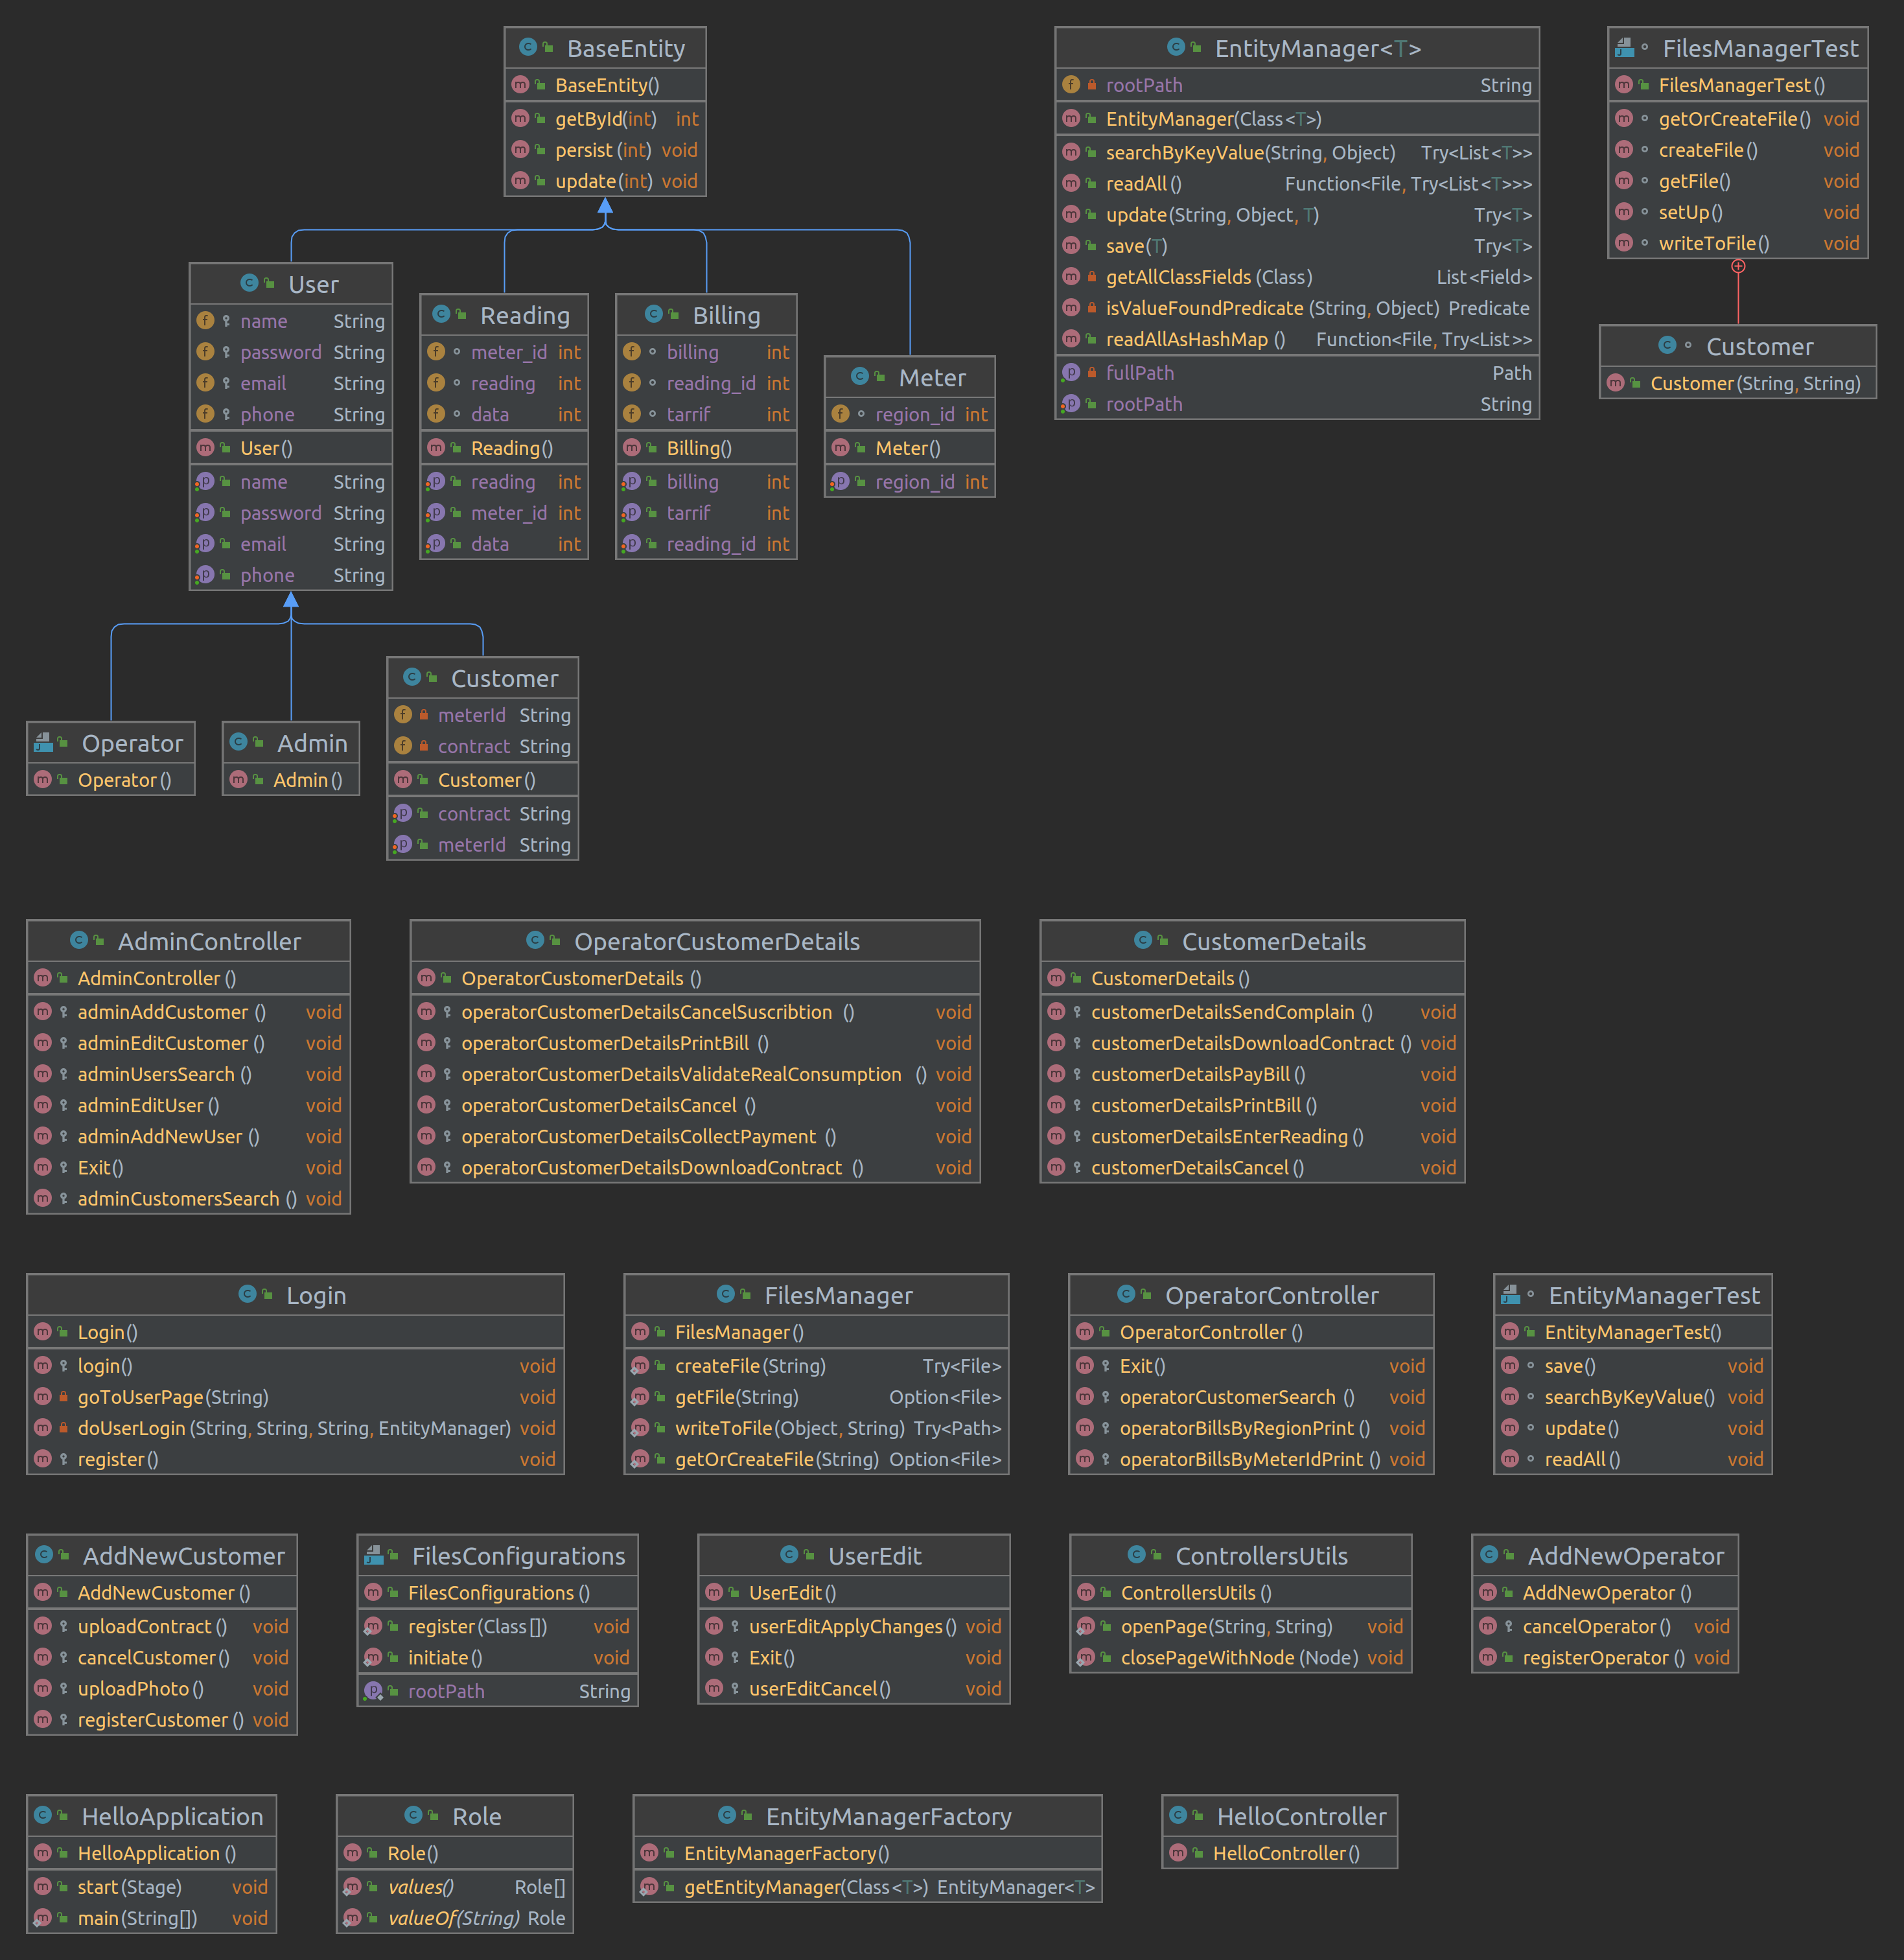 BaseEntity
BaseEntity()
getById(int) int
persist(int) void
update(int) void
EntityManager<T>
rootPath String
EntityManager(Class<T>)
searchByKeyValue(String, Object) Try<List<T>>
readAll() Function<File, Try<List<T>>>
update(String, Object, T) Try<T>
save(T) Try<T>
getAllClassFields(Class) List<Field>
isValueFoundPredicate(String, Object) Predicate
readAllAsHashMap() Function<File, Try<List>>
fullPath Path
rootPath String
FilesManagerTest
FilesManagerTest()
getOrCreateFile() void
createFile() void
getFile() void
setUp() void
writeToFile() void
Customer
Customer(String, String)
User
name String
password String
email String
phone String
User()
name String
password String
email String
phone String
Reading
meter_id int
reading int
data int
Reading()
reading int
meter_id int
data int
Billing
billing int
reading_id int
tarrif int
Billing()
billing int
tarrif int
reading_id int
Meter
region_id int
Meter()
region_id int
Operator
Operator()
Admin
Admin()
Customer
meterId String
contract String
Customer()
contract String
meterId String
AdminController
AdminController()
adminAddCustomer() void
adminEditCustomer() void
adminUsersSearch() void
adminEditUser() void
adminAddNewUser() void
Exit() void
adminCustomersSearch() void
OperatorCustomerDetails
OperatorCustomerDetails()
operatorCustomerDetailsCancelSuscribtion() void
operatorCustomerDetailsPrintBill() void
operatorCustomerDetailsValidateRealConsumption() void
operatorCustomerDetailsCancel() void
operatorCustomerDetailsCollectPayment() void
operatorCustomerDetailsDownloadContract() void
CustomerDetails
CustomerDetails()
customerDetailsSendComplain() void
customerDetailsDownloadContract() void
customerDetailsPayBill() void
customerDetailsPrintBill() void
customerDetailsEnterReading() void
customerDetailsCancel() void
Login
Login()
login() void
goToUserPage(String) void
doUserLogin(String, String, String, EntityManager) void
register() void
FilesManager
FilesManager()
createFile(String) Try<File>
getFile(String) Option<File>
writeToFile(Object, String) Try<Path>
getOrCreateFile(String) Option<File>
OperatorController
OperatorController()
Exit() void
operatorCustomerSearch() void
operatorBillsByRegionPrint() void
operatorBillsByMeterIdPrint() void
EntityManagerTest
EntityManagerTest()
save() void
searchByKeyValue() void
update() void
readAll() void
AddNewCustomer
AddNewCustomer()
uploadContract() void
cancelCustomer() void
uploadPhoto() void
registerCustomer() void
FilesConfigurations
FilesConfigurations()
register(Class[]) void
initiate() void
rootPath String
UserEdit
UserEdit()
userEditApplyChanges() void
Exit() void
userEditCancel() void
ControllersUtils
ControllersUtils()
openPage(String, String) void
closePageWithNode(Node) void
AddNewOperator
AddNewOperator()
cancelOperator() void
registerOperator() void
HelloApplication
HelloApplication()
start(Stage) void
main(String[]) void
Role
Role()
values() Role[]
valueOf(String) Role
EntityManagerFactory
EntityManagerFactory()
getEntityManager(Class<T>) EntityManager<T>
HelloController
HelloController()